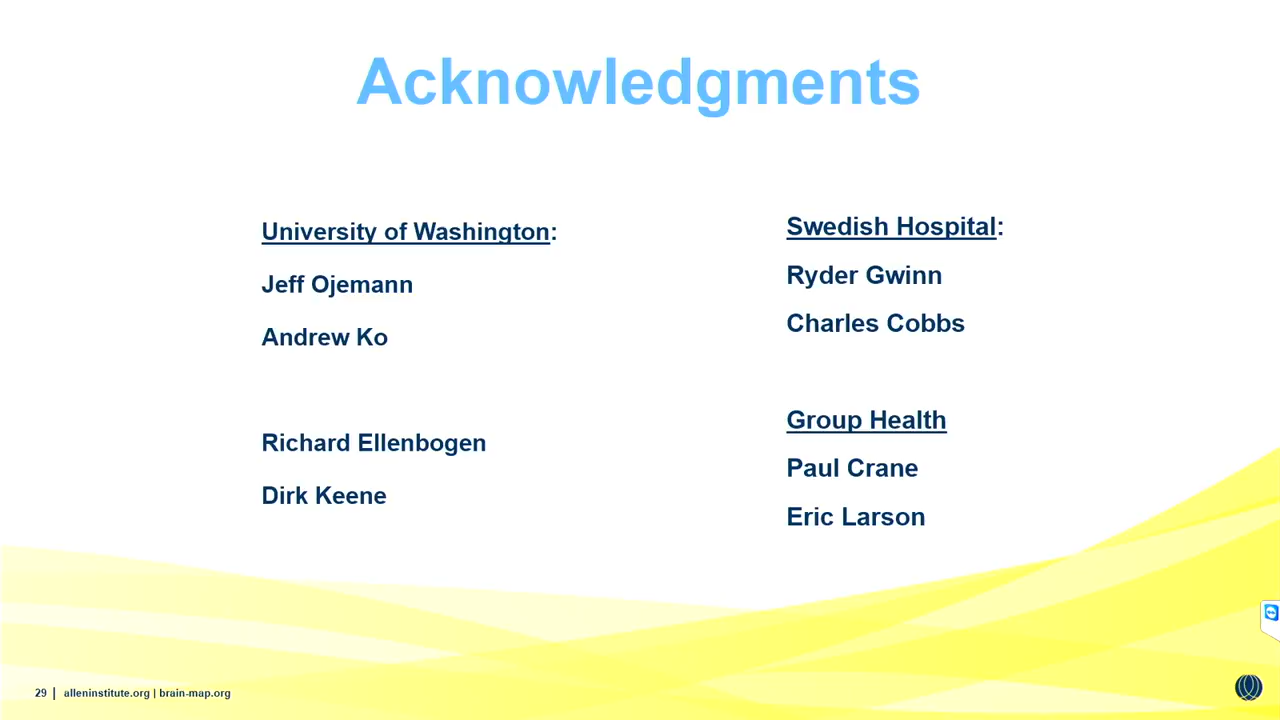 Acknowledgments
University of Washington:
Jeff Ojemann
Andrew Ko
Richard Ellenbogen
Dirk Keene
Swedish Hospital:
Ryder Gwinn
Charles Cobbs
Group Health
Paul Crane
Eric Larson
29 | alleninstitute.org | brain-map.org